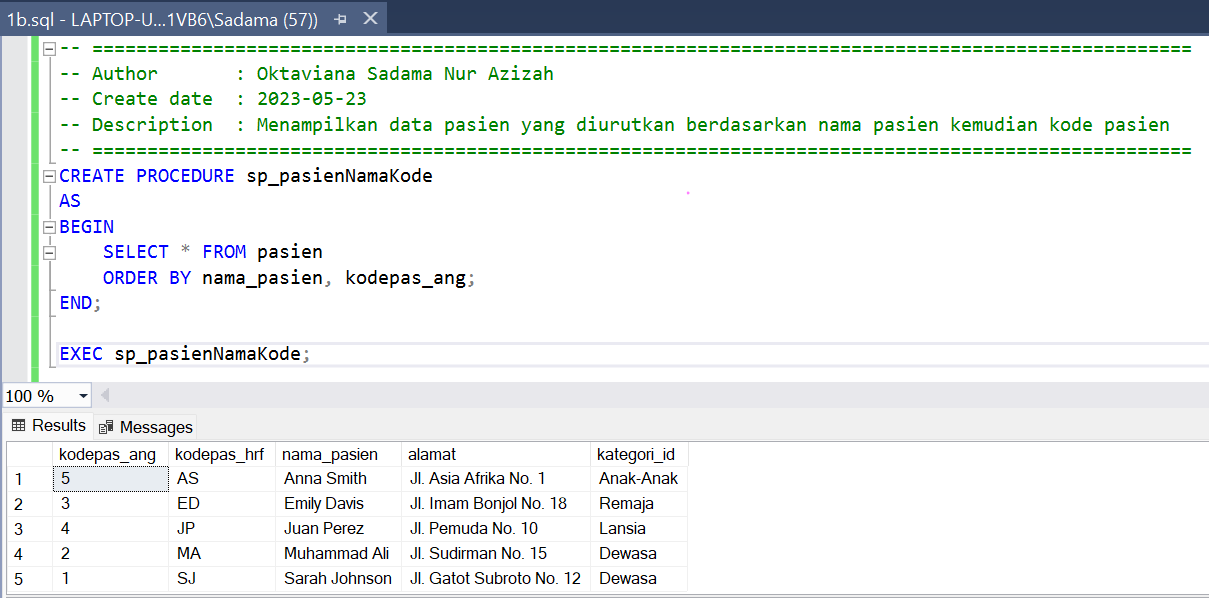 1b.sql - LAPTOP-U...1VB6\Sadama (57))
-- ====================================================================================================
-- Author       : Oktaviana Sadama Nur Azizah
-- Create date  : 2023-05-23
-- Description  : Menampilkan data pasien yang diurutkan berdasarkan nama pasien kemudian kode pasien
-- ====================================================================================================
CREATE PROCEDURE sp_pasienNamaKode
AS
BEGIN
    SELECT * FROM pasien
    ORDER BY nama_pasien, kodepas_ang;
END;
EXEC sp_pasienNamaKode;
100 %
Results Messages
kodepas_ang kodepas_hrf nama_pasien alamat kategori_id
1 5 AS Anna Smith Jl. Asia Afrika No. 1 Anak-Anak
2 3 ED Emily Davis Jl. Imam Bonjol No. 18 Remaja
3 4 JP Juan Perez Jl. Pemuda No. 10 Lansia
4 2 MA Muhammad Ali Jl. Sudirman No. 15 Dewasa
5 1 SJ Sarah Johnson Jl. Gatot Subroto No. 12 Dewasa